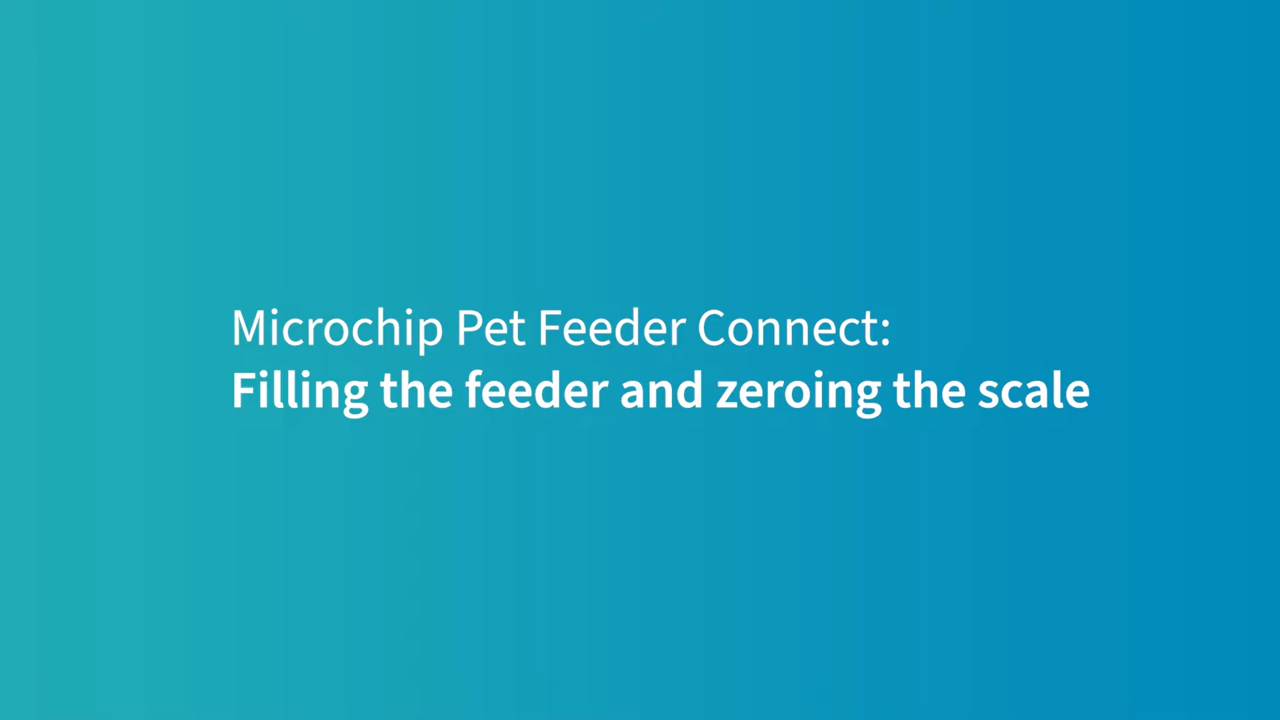 Microchip Pet Feeder Connect:
Filling the feeder and zeroing the scale